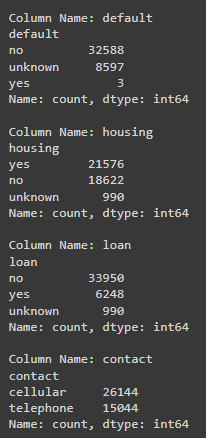 Column Name: default
default
no         32588
unknown     8597
yes            3
Name: count, dtype: int64
Column Name: housing
housing
yes        21576
no         18622
unknown      990
Name: count, dtype: int64
Column Name: loan
loan
no         33950
yes         6248
unknown      990
Name: count, dtype: int64
Column Name: contact
contact
cellular     26144
telephone    15044
Name: count, dtype: int64